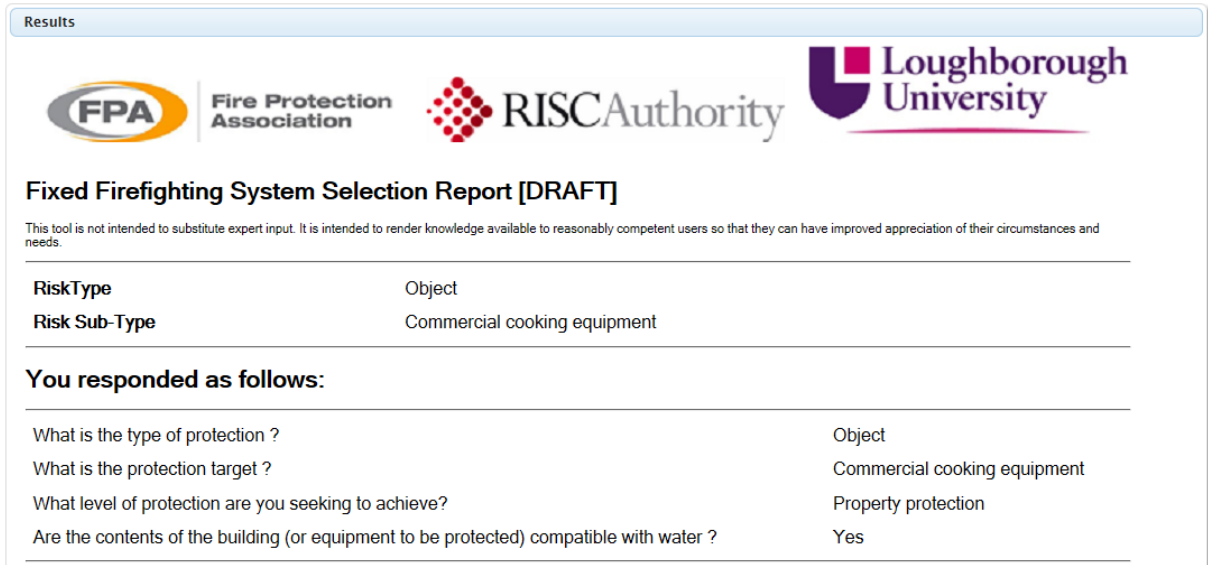 Results
FPA
Fire Protection
Association
RISCAuthority
Loughborough
University
Fixed Firefighting System Selection Report [DRAFT]
This tool is not intended to substitute expert input. It is intended to render knowledge available to reasonably competent users so that they can have improved appreciation of their circumstances and
needs.
RiskType Object
Risk Sub-Type Commercial cooking equipment
You responded as follows:
What is the type of protection ? Object
What is the protection target ? Commercial cooking equipment
What level of protection are you seeking to achieve? Property protection
Are the contents of the building (or equipment to be protected) compatible with water ? Yes